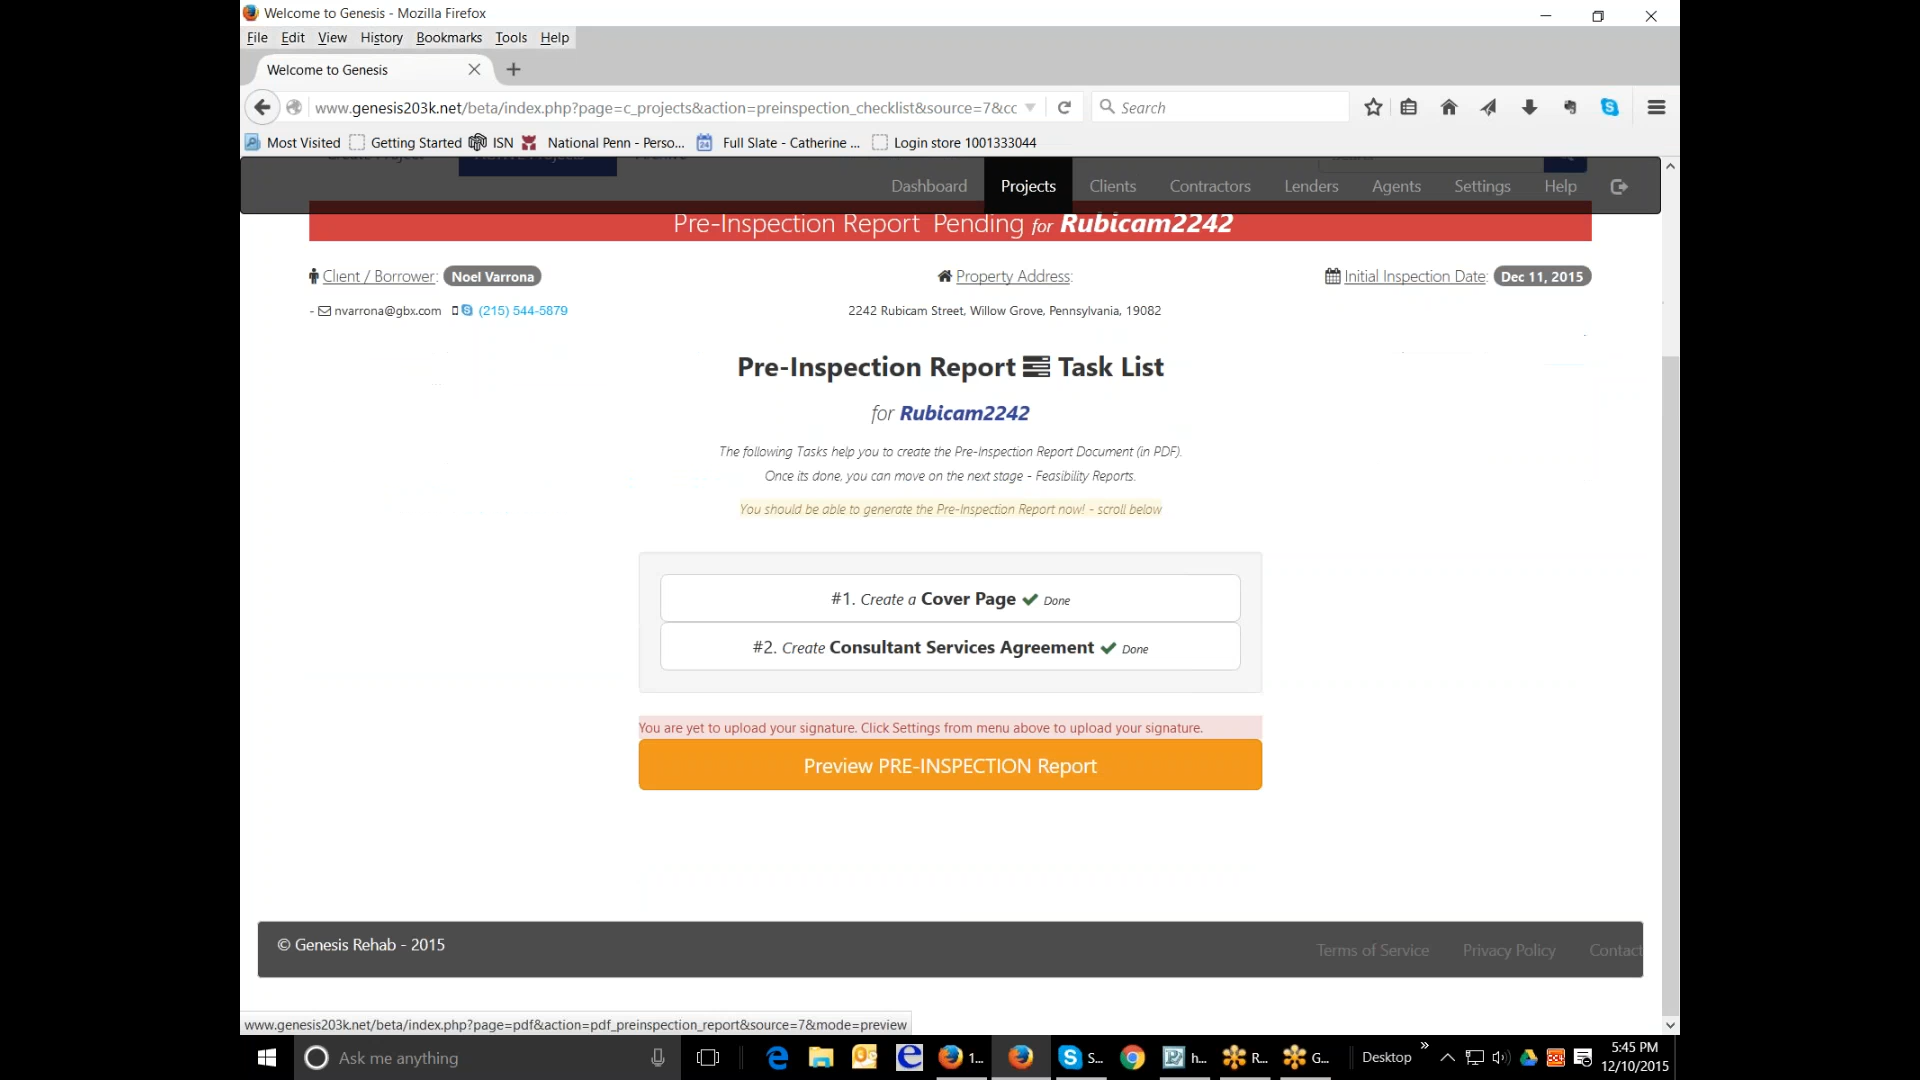 Welcome to Genesis - Mozilla Firefox
File Edit View History Bookmarks Tools Help
Welcome to Genesis
www.genesis203k.net/beta/index.php?page=c_projects&action=preinspection_checklist&source=7&cc
Search
Most Visited Getting Started ISN National Penn - Perso... 24 Full Slate - Catherine ... Login store 1001333044
Dashboard Projects Clients Contractors Lenders Agents Settings Help
Pre-Inspection Report Pending for Rubicam2242
Client / Borrower: Noel Varrona Property Address: Initial Inspection Date: Dec 11, 2015
- nvarrona@gbx.com (215) 544-5879 2242 Rubicam Street, Willow Grove, Pennsylvania, 19082
Pre-Inspection Report Task List
for Rubicam2242
The following Tasks help you to create the Pre-Inspection Report Document (in PDF).
Once its done, you can move on the next stage - Feasibility Reports.
You should be able to generate the Pre-Inspection Report now! - scroll below
#1. Create a Cover Page Done
#2. Create Consultant Services Agreement Done
You are yet to upload your signature. Click Settings from menu above to upload your signature.
Preview PRE-INSPECTION Report
© Genesis Rehab - 2015
Terms of Service Privacy Policy Contact
www.genesis203k.net/beta/index.php?page=pdf&action=pdf_preinspection_report&source=7&mode=preview
Ask me anything 1... S... h... R... G... Desktop
5:45 PM
12/10/2015